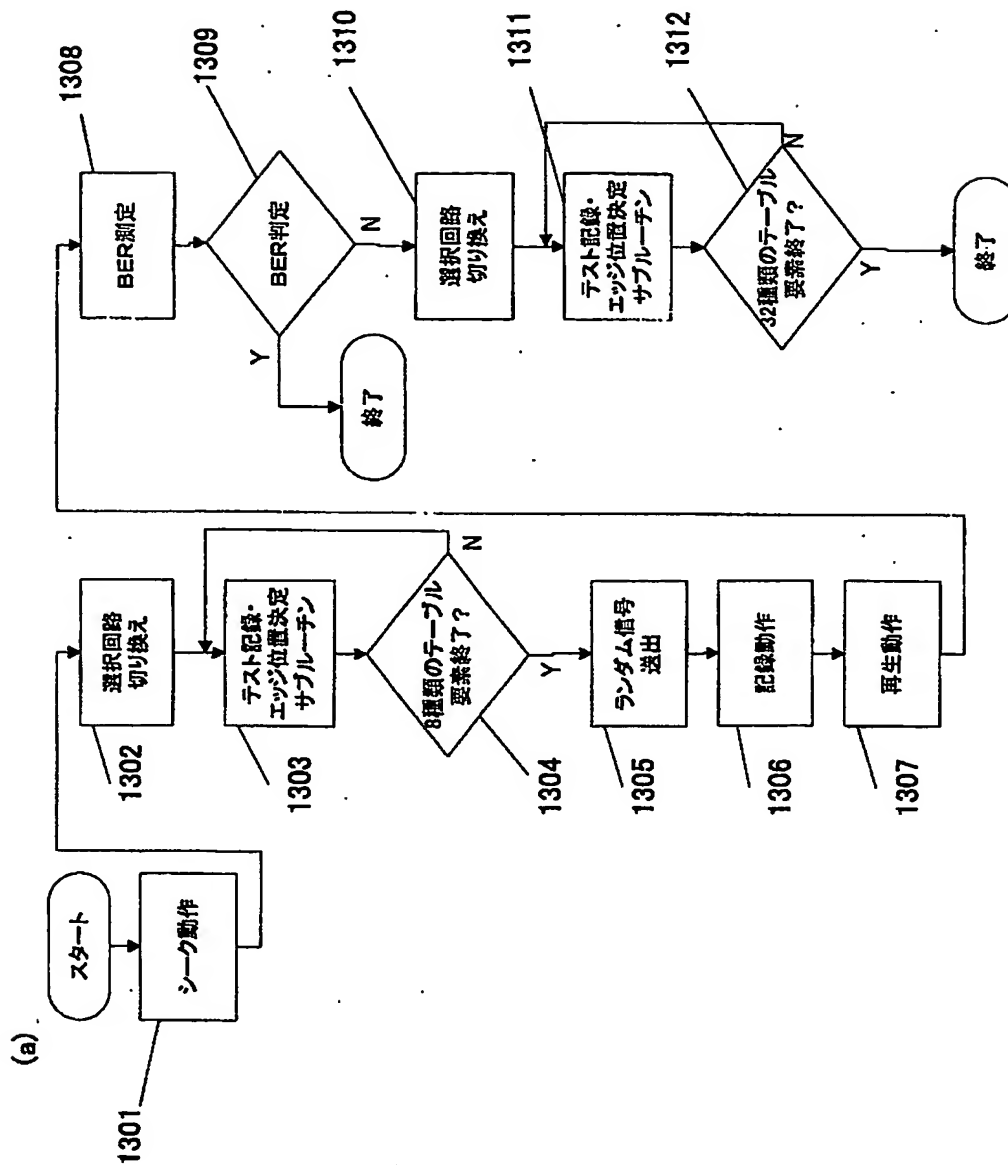 (a)
スタート
シーク動作
1301
選択回路
切り換え
1302
テスト記録・
エッジ位置決定
サブルーチン
1303
8種類のテーブル
要素終了?
1304
N
Y
ランダム信号
送出
1305
記録動作
1306
再生動作
1307
BER測定
1308
BER判定
1309
Y
N
終了
選択回路
切り換え
1310
テスト記録・
エッジ位置決定
サブルーチン
1311
32種類のテーブル
要素終了?
1312
N
Y
終了